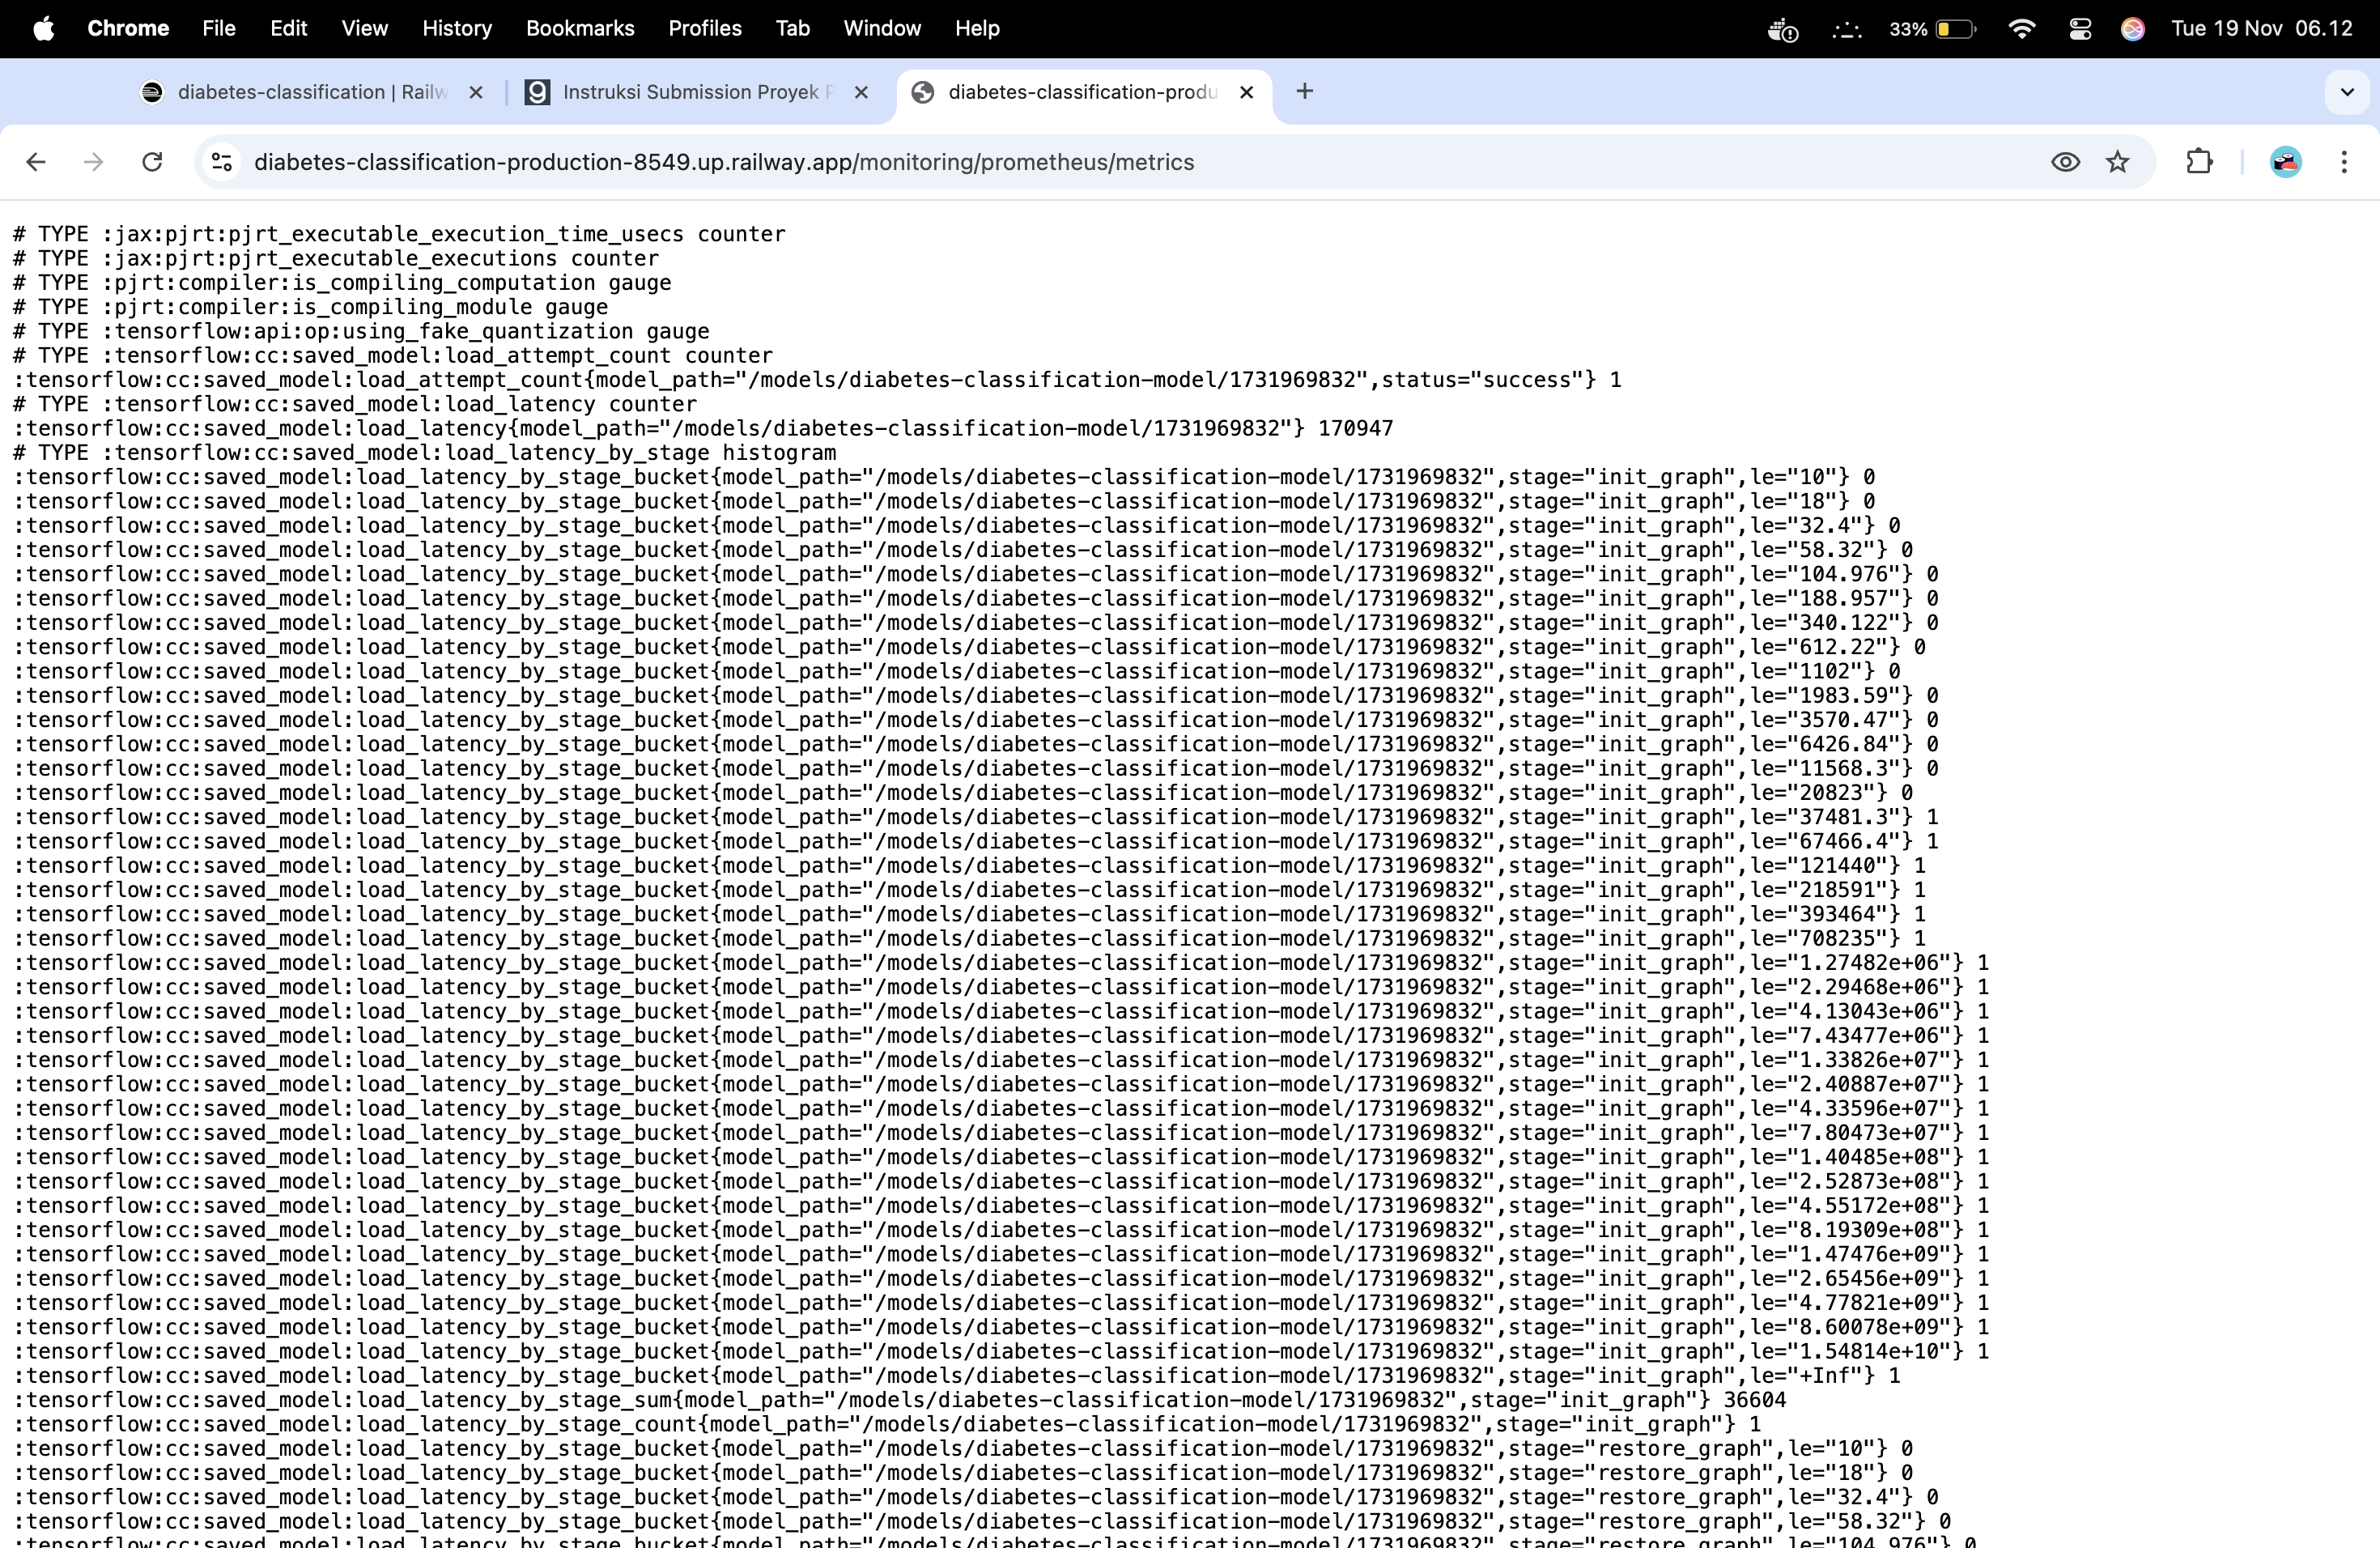 Chrome File Edit View History Bookmarks Profiles Tab Window Help 33% Tue 19 Nov 06.12
diabetes-classification | Railw Instruksi Submission Proyek P diabetes-classification-produ
diabetes-classification-production-8549.up.railway.app/monitoring/prometheus/metrics
# TYPE :jax:pjrt:pjrt_executable_execution_time_usecs counter
# TYPE :jax:pjrt:pjrt_executable_executions counter
# TYPE :pjrt:compiler:is_compiling_computation gauge
# TYPE :pjrt:compiler:is_compiling_module gauge
# TYPE :tensorflow:api:op:using_fake_quantization gauge
# TYPE :tensorflow:cc:saved_model:load_attempt_count counter
:tensorflow:cc:saved_model:load_attempt_count{model_path="/models/diabetes-classification-model/1731969832",status="success"} 1
# TYPE :tensorflow:cc:saved_model:load_latency counter
:tensorflow:cc:saved_model:load_latency{model_path="/models/diabetes-classification-model/1731969832"} 170947
# TYPE :tensorflow:cc:saved_model:load_latency_by_stage histogram
:tensorflow:cc:saved_model:load_latency_by_stage_bucket{model_path="/models/diabetes-classification-model/1731969832",stage="init_graph",le="10"} 0
:tensorflow:cc:saved_model:load_latency_by_stage_bucket{model_path="/models/diabetes-classification-model/1731969832",stage="init_graph",le="18"} 0
:tensorflow:cc:saved_model:load_latency_by_stage_bucket{model_path="/models/diabetes-classification-model/1731969832",stage="init_graph",le="32.4"} 0
:tensorflow:cc:saved_model:load_latency_by_stage_bucket{model_path="/models/diabetes-classification-model/1731969832",stage="init_graph",le="58.32"} 0
:tensorflow:cc:saved_model:load_latency_by_stage_bucket{model_path="/models/diabetes-classification-model/1731969832",stage="init_graph",le="104.976"} 0
:tensorflow:cc:saved_model:load_latency_by_stage_bucket{model_path="/models/diabetes-classification-model/1731969832",stage="init_graph",le="188.957"} 0
:tensorflow:cc:saved_model:load_latency_by_stage_bucket{model_path="/models/diabetes-classification-model/1731969832",stage="init_graph",le="340.122"} 0
:tensorflow:cc:saved_model:load_latency_by_stage_bucket{model_path="/models/diabetes-classification-model/1731969832",stage="init_graph",le="612.22"} 0
:tensorflow:cc:saved_model:load_latency_by_stage_bucket{model_path="/models/diabetes-classification-model/1731969832",stage="init_graph",le="1102"} 0
:tensorflow:cc:saved_model:load_latency_by_stage_bucket{model_path="/models/diabetes-classification-model/1731969832",stage="init_graph",le="1983.59"} 0
:tensorflow:cc:saved_model:load_latency_by_stage_bucket{model_path="/models/diabetes-classification-model/1731969832",stage="init_graph",le="3570.47"} 0
:tensorflow:cc:saved_model:load_latency_by_stage_bucket{model_path="/models/diabetes-classification-model/1731969832",stage="init_graph",le="6426.84"} 0
:tensorflow:cc:saved_model:load_latency_by_stage_bucket{model_path="/models/diabetes-classification-model/1731969832",stage="init_graph",le="11568.3"} 0
:tensorflow:cc:saved_model:load_latency_by_stage_bucket{model_path="/models/diabetes-classification-model/1731969832",stage="init_graph",le="20823"} 0
:tensorflow:cc:saved_model:load_latency_by_stage_bucket{model_path="/models/diabetes-classification-model/1731969832",stage="init_graph",le="37481.3"} 1
:tensorflow:cc:saved_model:load_latency_by_stage_bucket{model_path="/models/diabetes-classification-model/1731969832",stage="init_graph",le="67466.4"} 1
:tensorflow:cc:saved_model:load_latency_by_stage_bucket{model_path="/models/diabetes-classification-model/1731969832",stage="init_graph",le="121440"} 1
:tensorflow:cc:saved_model:load_latency_by_stage_bucket{model_path="/models/diabetes-classification-model/1731969832",stage="init_graph",le="218591"} 1
:tensorflow:cc:saved_model:load_latency_by_stage_bucket{model_path="/models/diabetes-classification-model/1731969832",stage="init_graph",le="393464"} 1
:tensorflow:cc:saved_model:load_latency_by_stage_bucket{model_path="/models/diabetes-classification-model/1731969832",stage="init_graph",le="708235"} 1
:tensorflow:cc:saved_model:load_latency_by_stage_bucket{model_path="/models/diabetes-classification-model/1731969832",stage="init_graph",le="1.27482e+06"} 1
:tensorflow:cc:saved_model:load_latency_by_stage_bucket{model_path="/models/diabetes-classification-model/1731969832",stage="init_graph",le="2.29468e+06"} 1
:tensorflow:cc:saved_model:load_latency_by_stage_bucket{model_path="/models/diabetes-classification-model/1731969832",stage="init_graph",le="4.13043e+06"} 1
:tensorflow:cc:saved_model:load_latency_by_stage_bucket{model_path="/models/diabetes-classification-model/1731969832",stage="init_graph",le="7.43477e+06"} 1
:tensorflow:cc:saved_model:load_latency_by_stage_bucket{model_path="/models/diabetes-classification-model/1731969832",stage="init_graph",le="1.33826e+07"} 1
:tensorflow:cc:saved_model:load_latency_by_stage_bucket{model_path="/models/diabetes-classification-model/1731969832",stage="init_graph",le="2.40887e+07"} 1
:tensorflow:cc:saved_model:load_latency_by_stage_bucket{model_path="/models/diabetes-classification-model/1731969832",stage="init_graph",le="4.33596e+07"} 1
:tensorflow:cc:saved_model:load_latency_by_stage_bucket{model_path="/models/diabetes-classification-model/1731969832",stage="init_graph",le="7.80473e+07"} 1
:tensorflow:cc:saved_model:load_latency_by_stage_bucket{model_path="/models/diabetes-classification-model/1731969832",stage="init_graph",le="1.40485e+08"} 1
:tensorflow:cc:saved_model:load_latency_by_stage_bucket{model_path="/models/diabetes-classification-model/1731969832",stage="init_graph",le="2.52873e+08"} 1
:tensorflow:cc:saved_model:load_latency_by_stage_bucket{model_path="/models/diabetes-classification-model/1731969832",stage="init_graph",le="4.55172e+08"} 1
:tensorflow:cc:saved_model:load_latency_by_stage_bucket{model_path="/models/diabetes-classification-model/1731969832",stage="init_graph",le="8.19309e+08"} 1
:tensorflow:cc:saved_model:load_latency_by_stage_bucket{model_path="/models/diabetes-classification-model/1731969832",stage="init_graph",le="1.47476e+09"} 1
:tensorflow:cc:saved_model:load_latency_by_stage_bucket{model_path="/models/diabetes-classification-model/1731969832",stage="init_graph",le="2.65456e+09"} 1
:tensorflow:cc:saved_model:load_latency_by_stage_bucket{model_path="/models/diabetes-classification-model/1731969832",stage="init_graph",le="4.77821e+09"} 1
:tensorflow:cc:saved_model:load_latency_by_stage_bucket{model_path="/models/diabetes-classification-model/1731969832",stage="init_graph",le="8.60078e+09"} 1
:tensorflow:cc:saved_model:load_latency_by_stage_bucket{model_path="/models/diabetes-classification-model/1731969832",stage="init_graph",le="1.54814e+10"} 1
:tensorflow:cc:saved_model:load_latency_by_stage_bucket{model_path="/models/diabetes-classification-model/1731969832",stage="init_graph",le="+Inf"} 1
:tensorflow:cc:saved_model:load_latency_by_stage_sum{model_path="/models/diabetes-classification-model/1731969832",stage="init_graph"} 36604
:tensorflow:cc:saved_model:load_latency_by_stage_count{model_path="/models/diabetes-classification-model/1731969832",stage="init_graph"} 1
:tensorflow:cc:saved_model:load_latency_by_stage_bucket{model_path="/models/diabetes-classification-model/1731969832",stage="restore_graph",le="10"} 0
:tensorflow:cc:saved_model:load_latency_by_stage_bucket{model_path="/models/diabetes-classification-model/1731969832",stage="restore_graph",le="18"} 0
:tensorflow:cc:saved_model:load_latency_by_stage_bucket{model_path="/models/diabetes-classification-model/1731969832",stage="restore_graph",le="32.4"} 0
:tensorflow:cc:saved_model:load_latency_by_stage_bucket{model_path="/models/diabetes-classification-model/1731969832",stage="restore_graph",le="58.32"} 0
:tensorflow:cc:saved_model:load_latency_by_stage_bucket{model_path="/models/diabetes-classification-model/1731969832",stage="restore_graph",le="104.976"} 0